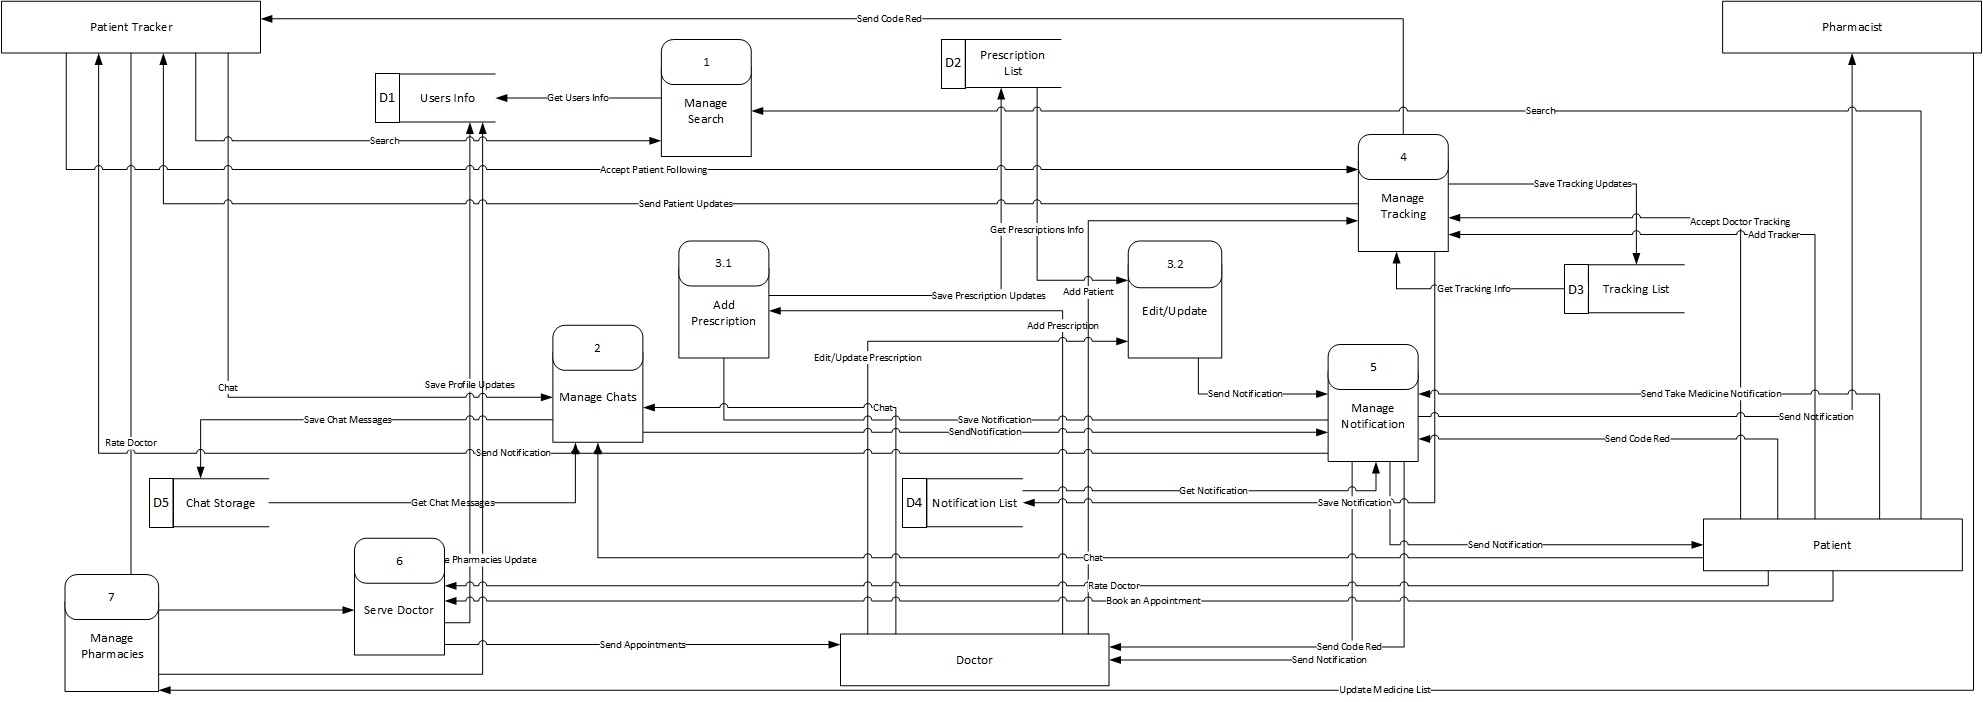 Send Code Red
Patient Tracker
Pharmacist
1
D2
Prescription
List
D1
Users Info
Get Users Info
Manage
Search
Search
Search
4
Accept Patient Following
Save Tracking Updates
Send Patient Updates
Manage
Tracking
Accept Doctor Tracking
Get Prescriptions Info
Add Tracker
3.1
3.2
D3
Tracking List
Get Tracking Info
Add Patient
Save Prescription Updates
Add
Prescription
Edit/Update
Add Prescription
2
Edit/Update Prescription
5
Chat
Save Profile Updates
Manage Chats
Send Notification
Send Take Medicine Notification
Chat
Manage
Notification
Save Chat Messages
Save Notification
Send Notification
SendNotification
Rate Doctor
Send Code Red
Send Notification
D5
Chat Storage
Get Chat Messages
D4
Notification List
Get Notification
Save Notification
Send Notification
Patient
6
e Pharmacies Update
Chat
Rate Doctor
7
Serve Doctor
Book an Appointment
Manage
Pharmacies
Send Appointments
Doctor
Send Code Red
Send Notification
Update Medicine List